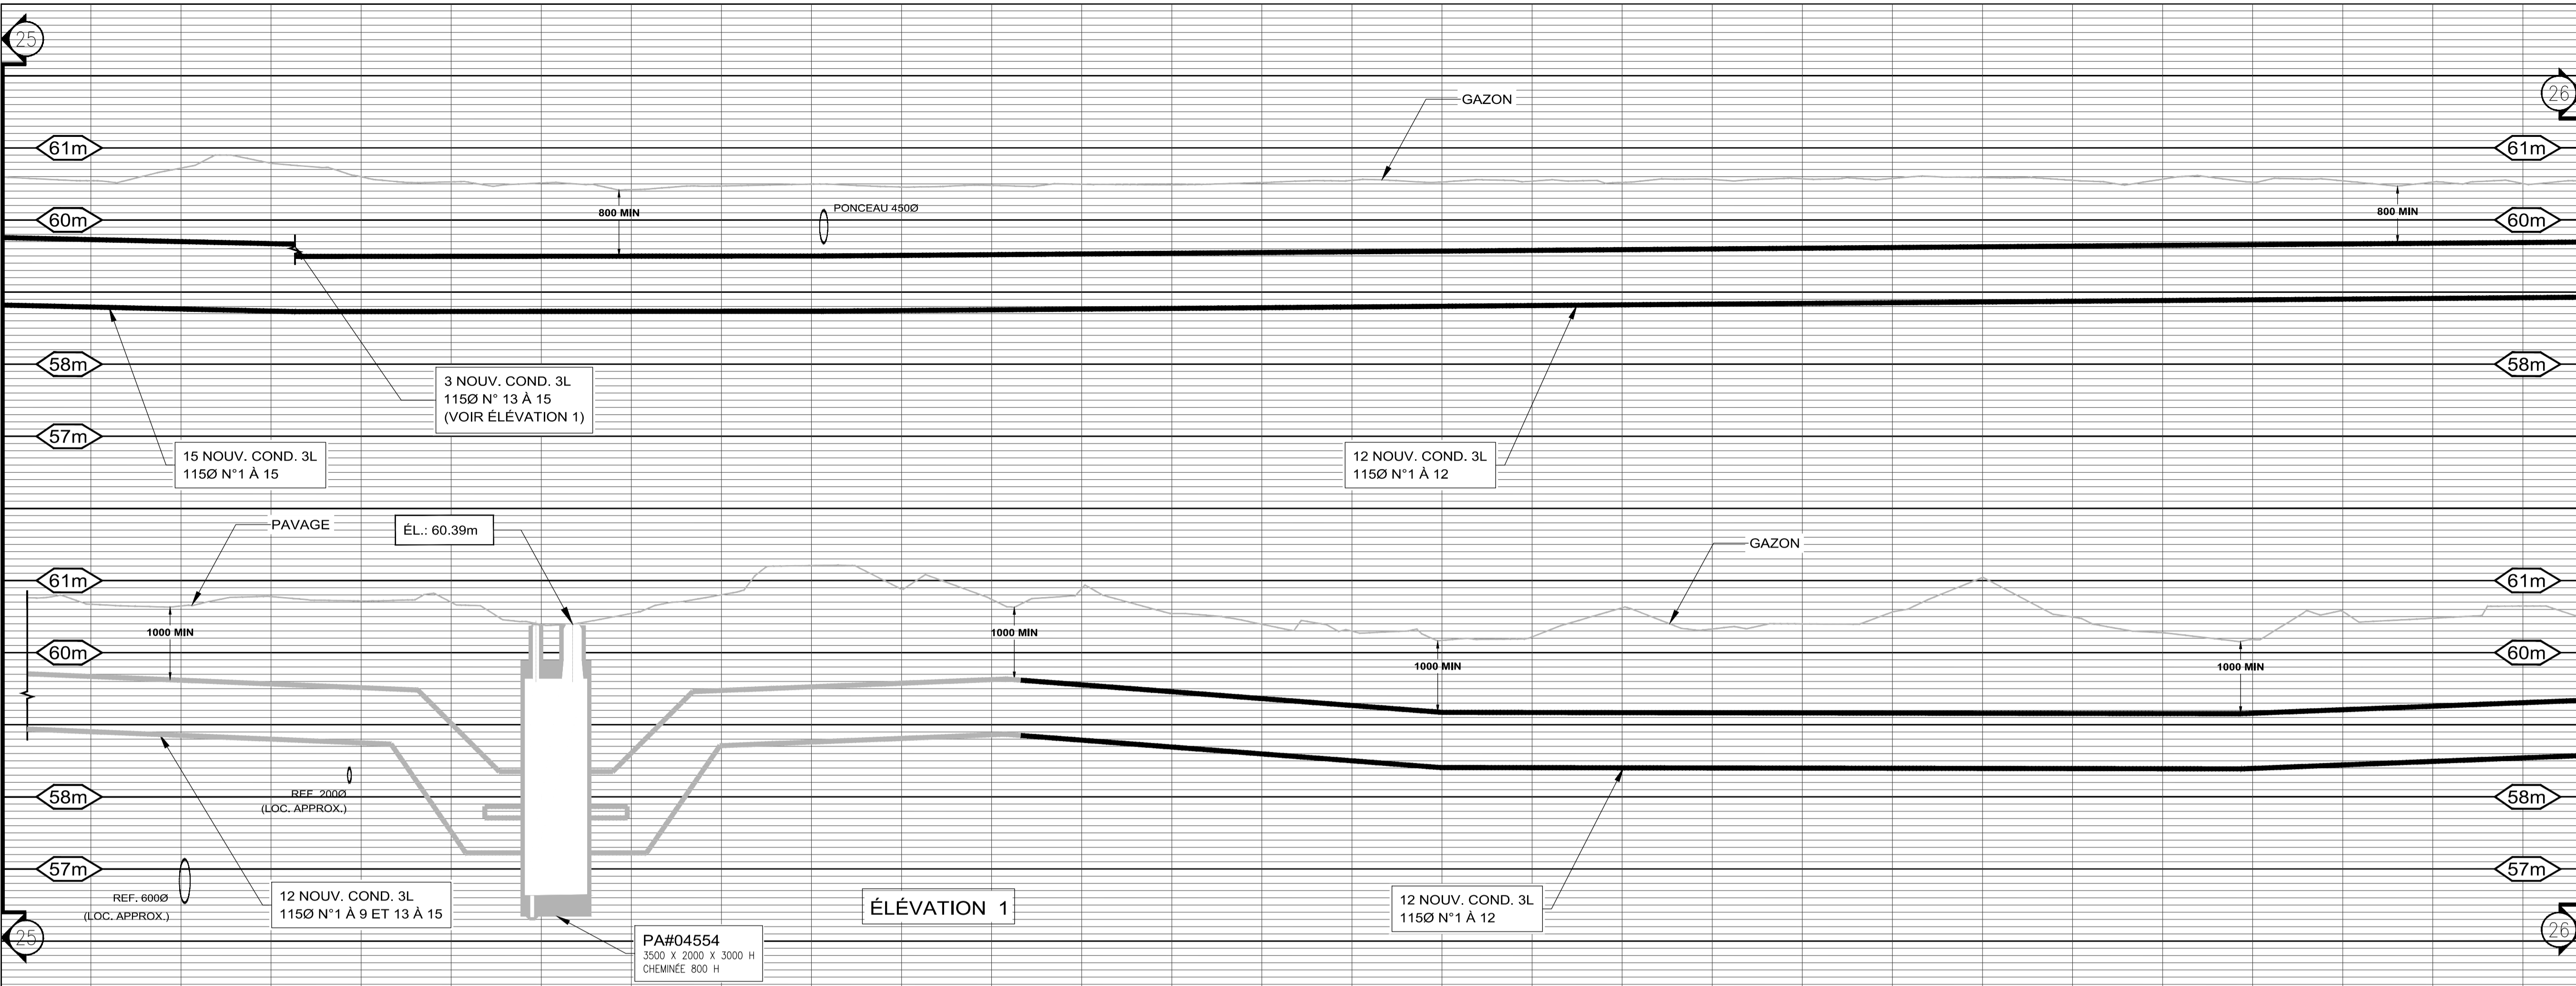 25
GAZON
26
61m
61m
800 MIN
PONCEAU 450Ø
800 MIN
60m
60m
58m
58m
3 NOUV. COND. 3L
115Ø N° 13 À 15
(VOIR ÉLÉVATION 1)
57m
15 NOUV. COND. 3L
115Ø N°1 À 15
12 NOUV. COND. 3L
115Ø N°1 À 12
PAVAGE
ÉL.: 60.39m
GAZON
61m
61m
1000 MIN
1000 MIN
60m
60m
1000 MIN
1000 MIN
REF. 200Ø
(LOC. APPROX.)
58m
58m
57m
57m
REF. 600Ø
(LOC. APPROX.)
12 NOUV. COND. 3L
115Ø N°1 À 9 ET 13 À 15
ÉLÉVATION 1
12 NOUV. COND. 3L
115Ø N°1 À 12
25
26
PA#04554
3500 X 2000 X 3000 H
CHEMINÉE 800 H